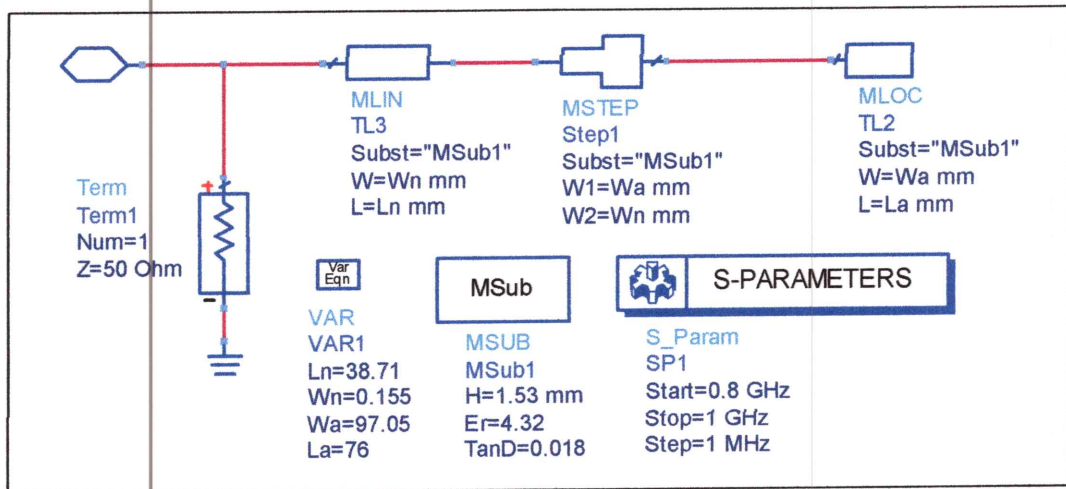 MLIN
TL3
Subst="MSub1"
W=Wn mm
L=Ln mm
MSTEP
Step1
Subst="MSub1"
W1=Wa mm
W2=Wn mm
MLOC
TL2
Subst="MSub1"
W=Wa mm
L=La mm
Term
Term1
Num=1
Z=50 Ohm
+
-
Var
Eqn
VAR
VAR1
Ln=38.71
Wn=0.155
Wa=97.05
La=76
MSub
MSUB
MSub1
H=1.53 mm
Er=4.32
TanD=0.018
S-PARAMETERS
S_Param
SP1
Start=0.8 GHz
Stop=1 GHz
Step=1 MHz